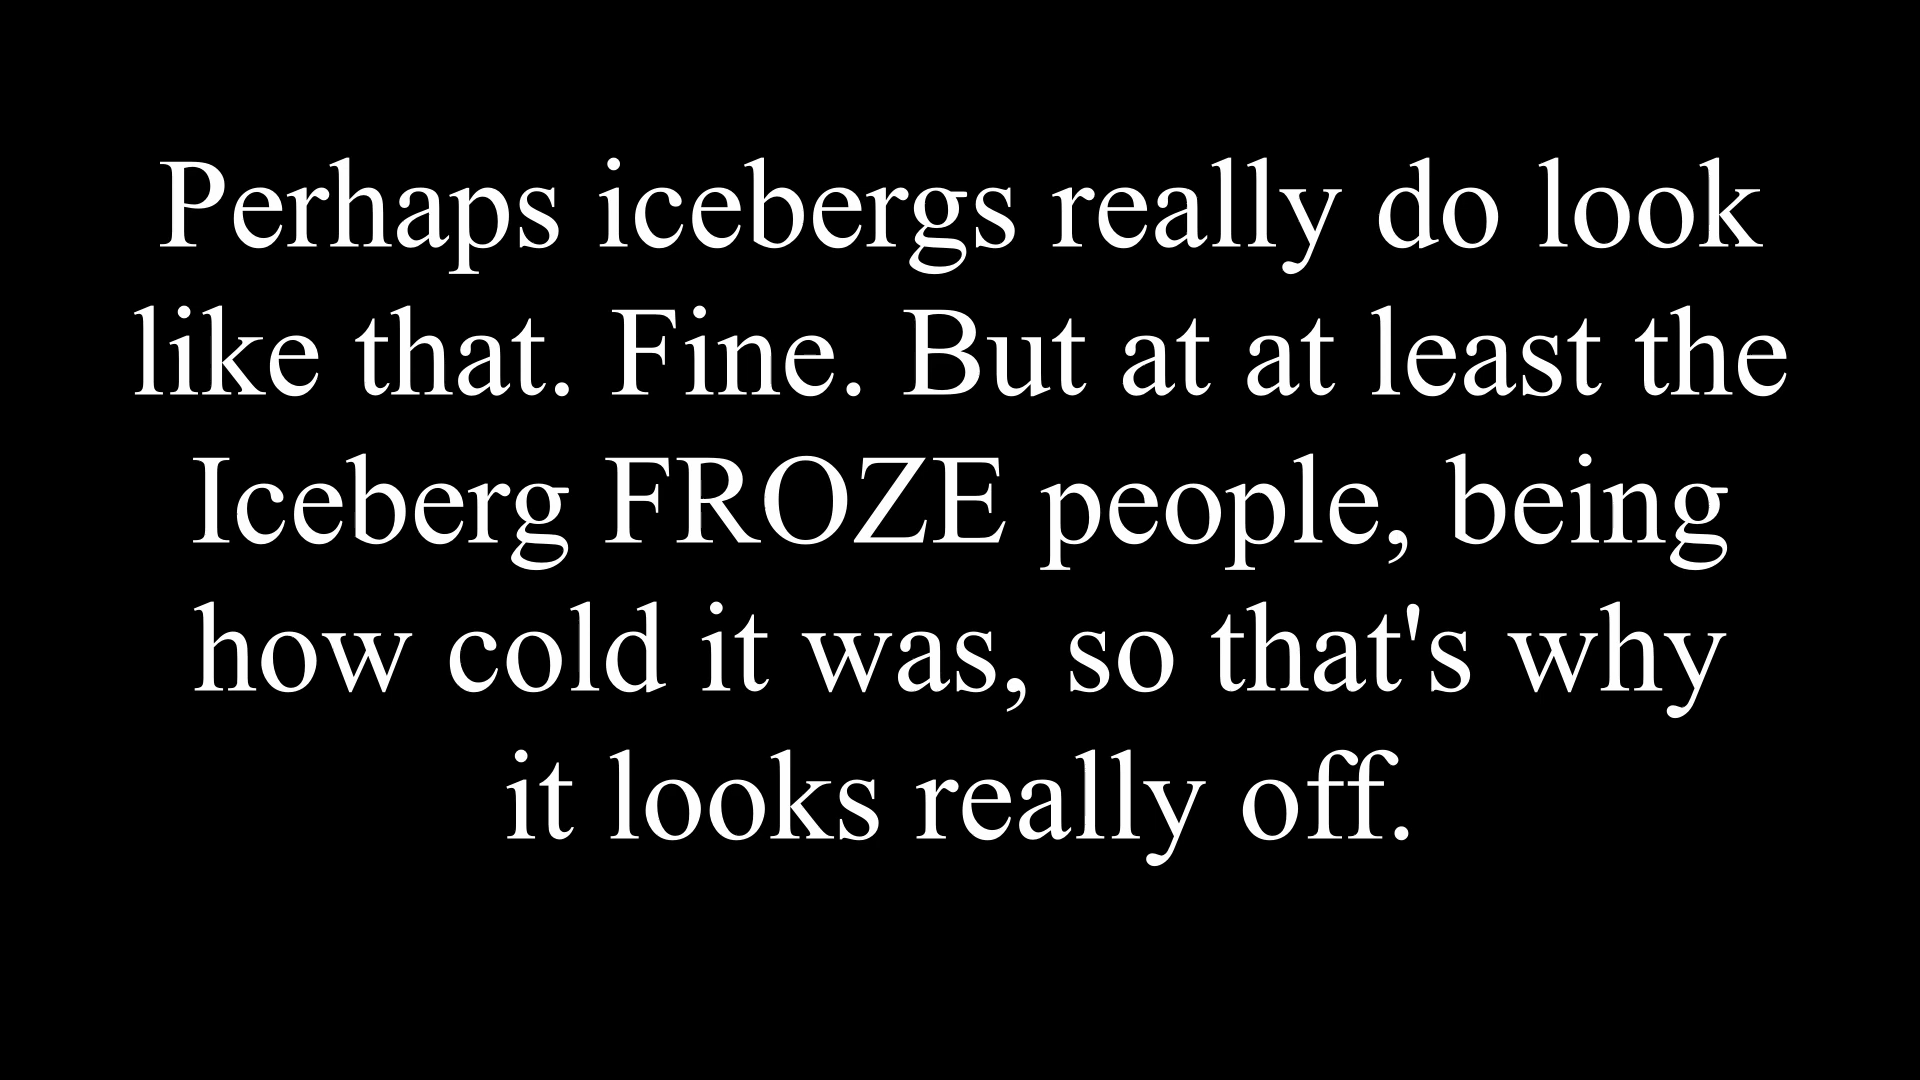 Perhaps icebergs really do look
like that. Fine. But at at least the
Iceberg FROZE people, being
how cold it was, so that's why
it looks really off.